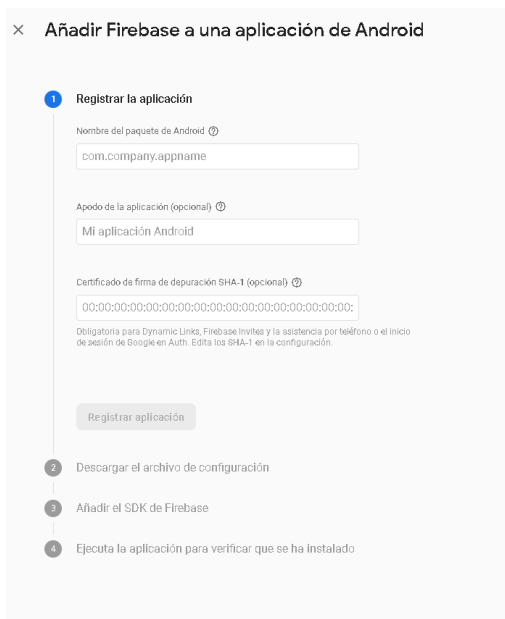 Añadir Firebase a una aplicación de Android
1 Registrar la aplicación
Nombre del paquete de Android
com.company.appname
Apodo de la aplicación (opcional)
Mi aplicación Android
Certificado de firma de depuración SHA-1 (opcional)
00:00:00:00:00:00:00:00:00:00:00:00:00:00:00:00:00:
Obligatoria para Dynamic Links, Firebase Invites y la asistencia por teléfono o el inicio
de sesión de Google en Auth. Edita los SHA-1 en la configuración.
Registrar aplicación
2 Descargar el archivo de configuración
3 Añadir el SDK de Firebase
4 Ejecuta la aplicación para verificar que se ha instalado